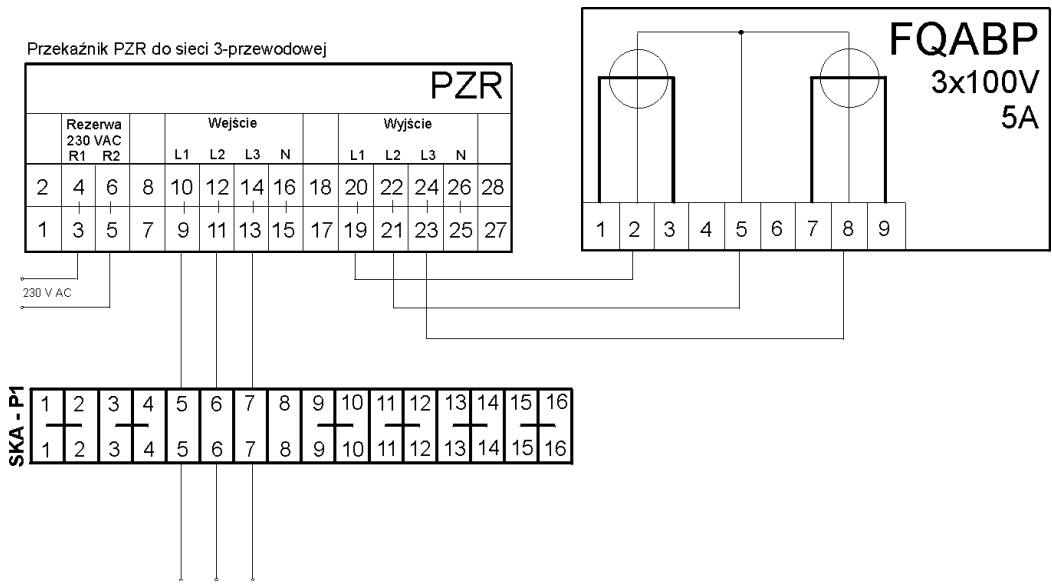 Przekaźnik PZR do sieci 3-przewodowej
PZR
Rezerwa
230 VAC
R1 R2
Wejście
L1 L2 L3 N
Wyjście
L1 L2 L3 N
2 4 6 8 10 12 14 16 18 20 22 24 26 28
1 3 5 7 9 11 13 15 17 19 21 23 25 27
230 V AC
FQABP
3x100V
5A
1 2 3 4 5 6 7 8 9
SKA - P1
1 2 3 4 5 6 7 8 9 10 11 12 13 14 15 16
1 2 3 4 5 6 7 8 9 10 11 12 13 14 15 16